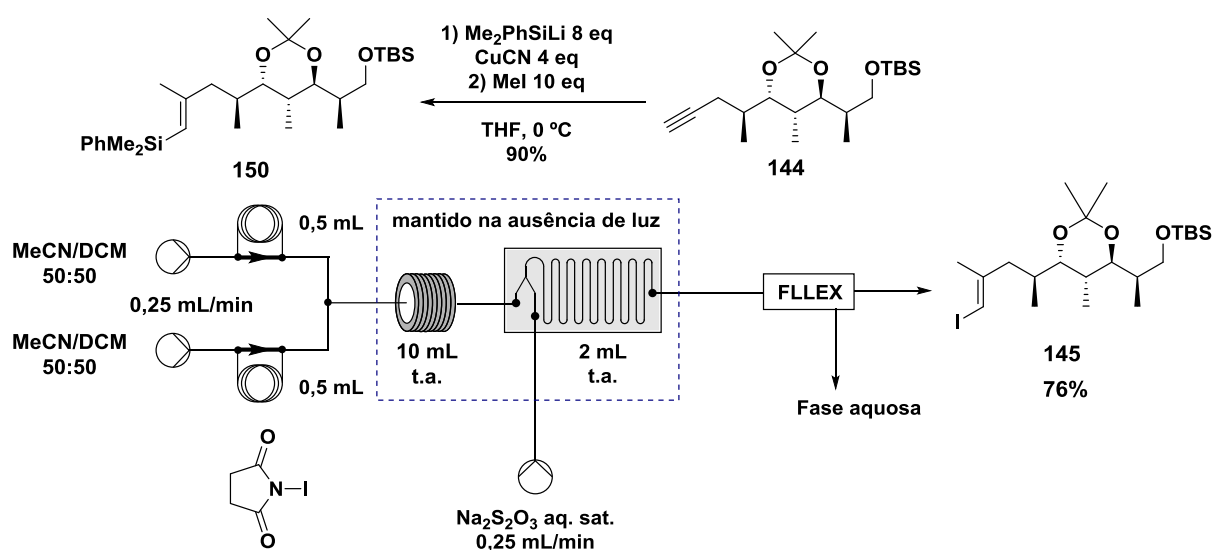 1) Me₂PhSiLi 8 eq
CuCN 4 eq
2) MeI 10 eq
THF, 0 ºC
90%
O O OTBS
PhMe₂Si
150
O O OTBS
144
MeCN/DCM
50:50
0,5 mL
0,25 mL/min
MeCN/DCM
50:50
0,5 mL
O
N I
O
mantido na ausência de luz
10 mL
t.a.
2 mL
t.a.
Na₂S₂O₃ aq. sat.
0,25 mL/min
FLLEX
Fase aquosa
O O OTBS
I
145
76%